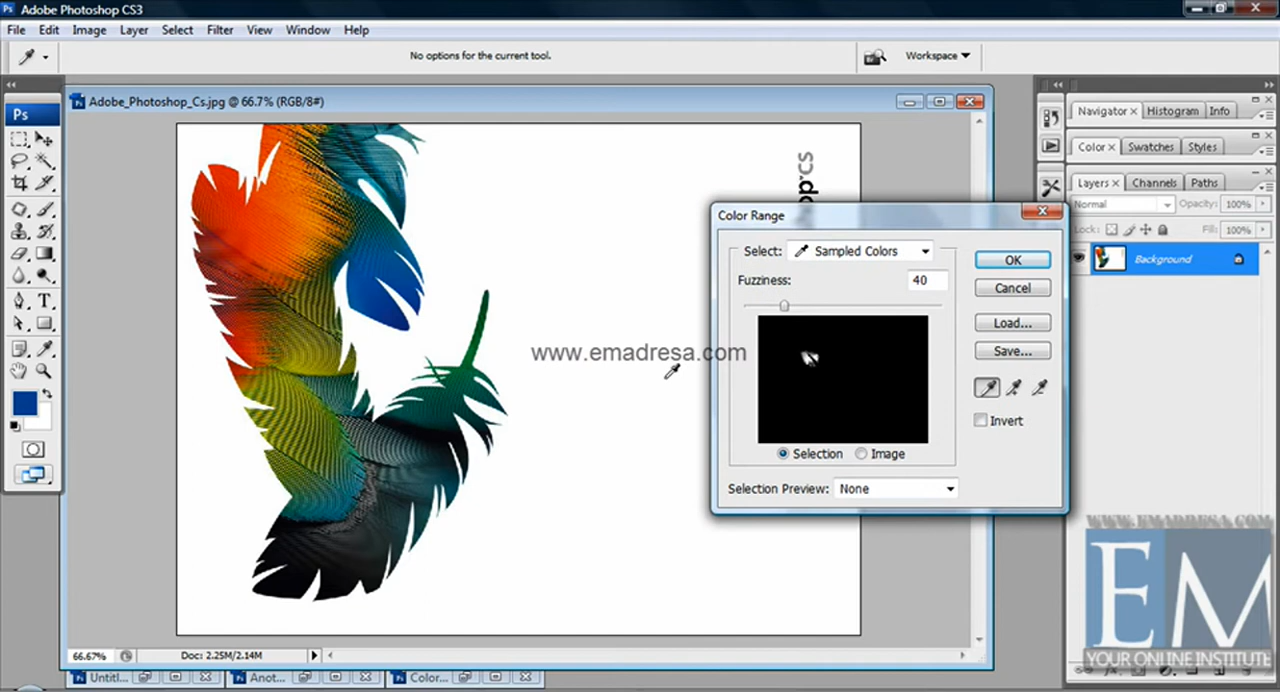 Adobe Photoshop CS3
File Edit Image Layer Select Filter View Window Help
No options for the current tool.
Workspace
Ps
Adobe_Photoshop_Cs.jpg @ 66.7% (RGB/8#)
Navigator Histogram Info
Color Swatches Styles
Layers Channels Paths
Normal Opacity: 100%
Lock: Fill: 100%
Background
op CS
Color Range
Select: Sampled Colors
Fuzziness: 40
OK
Cancel
Load...
Save...
Invert
Selection Image
Selection Preview: None
www.emadresa.com
66.67% Doc: 2.25M/2.14M
Untitl... Anot... Color...
WWW.EMADRESA.COM
EM
YOUR ONLINE INSTITUTE